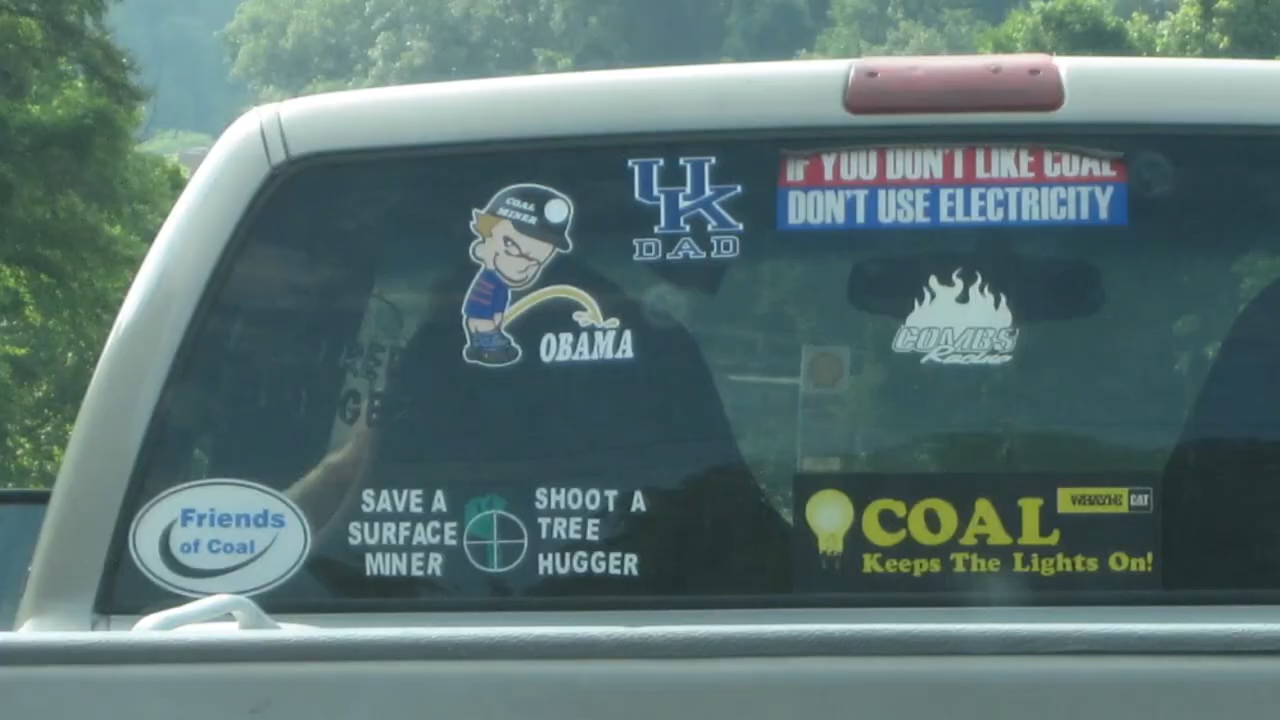 COAL
MINER
OBAMA
UK
DAD
IF YOU DON'T LIKE COAL
DON'T USE ELECTRICITY
COMBS
Racing
Friends
of Coal
SAVE A
SURFACE
MINER
SHOOT A
TREE
HUGGER
WHAYNE CAT
COAL
Keeps The Lights On!